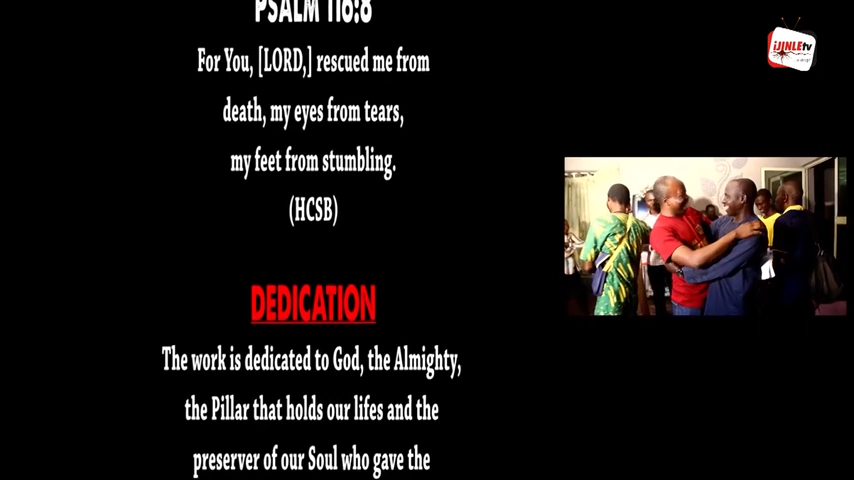 PSALM 116:8
For You, [LORD,] rescued me from
death, my eyes from tears,
my feet from stumbling.
(HCSB)
DEDICATION
The work is dedicated to God, the Almighty,
the Pillar that holds our lifes and the
preserver of our Soul who gave the
iJINLEtv